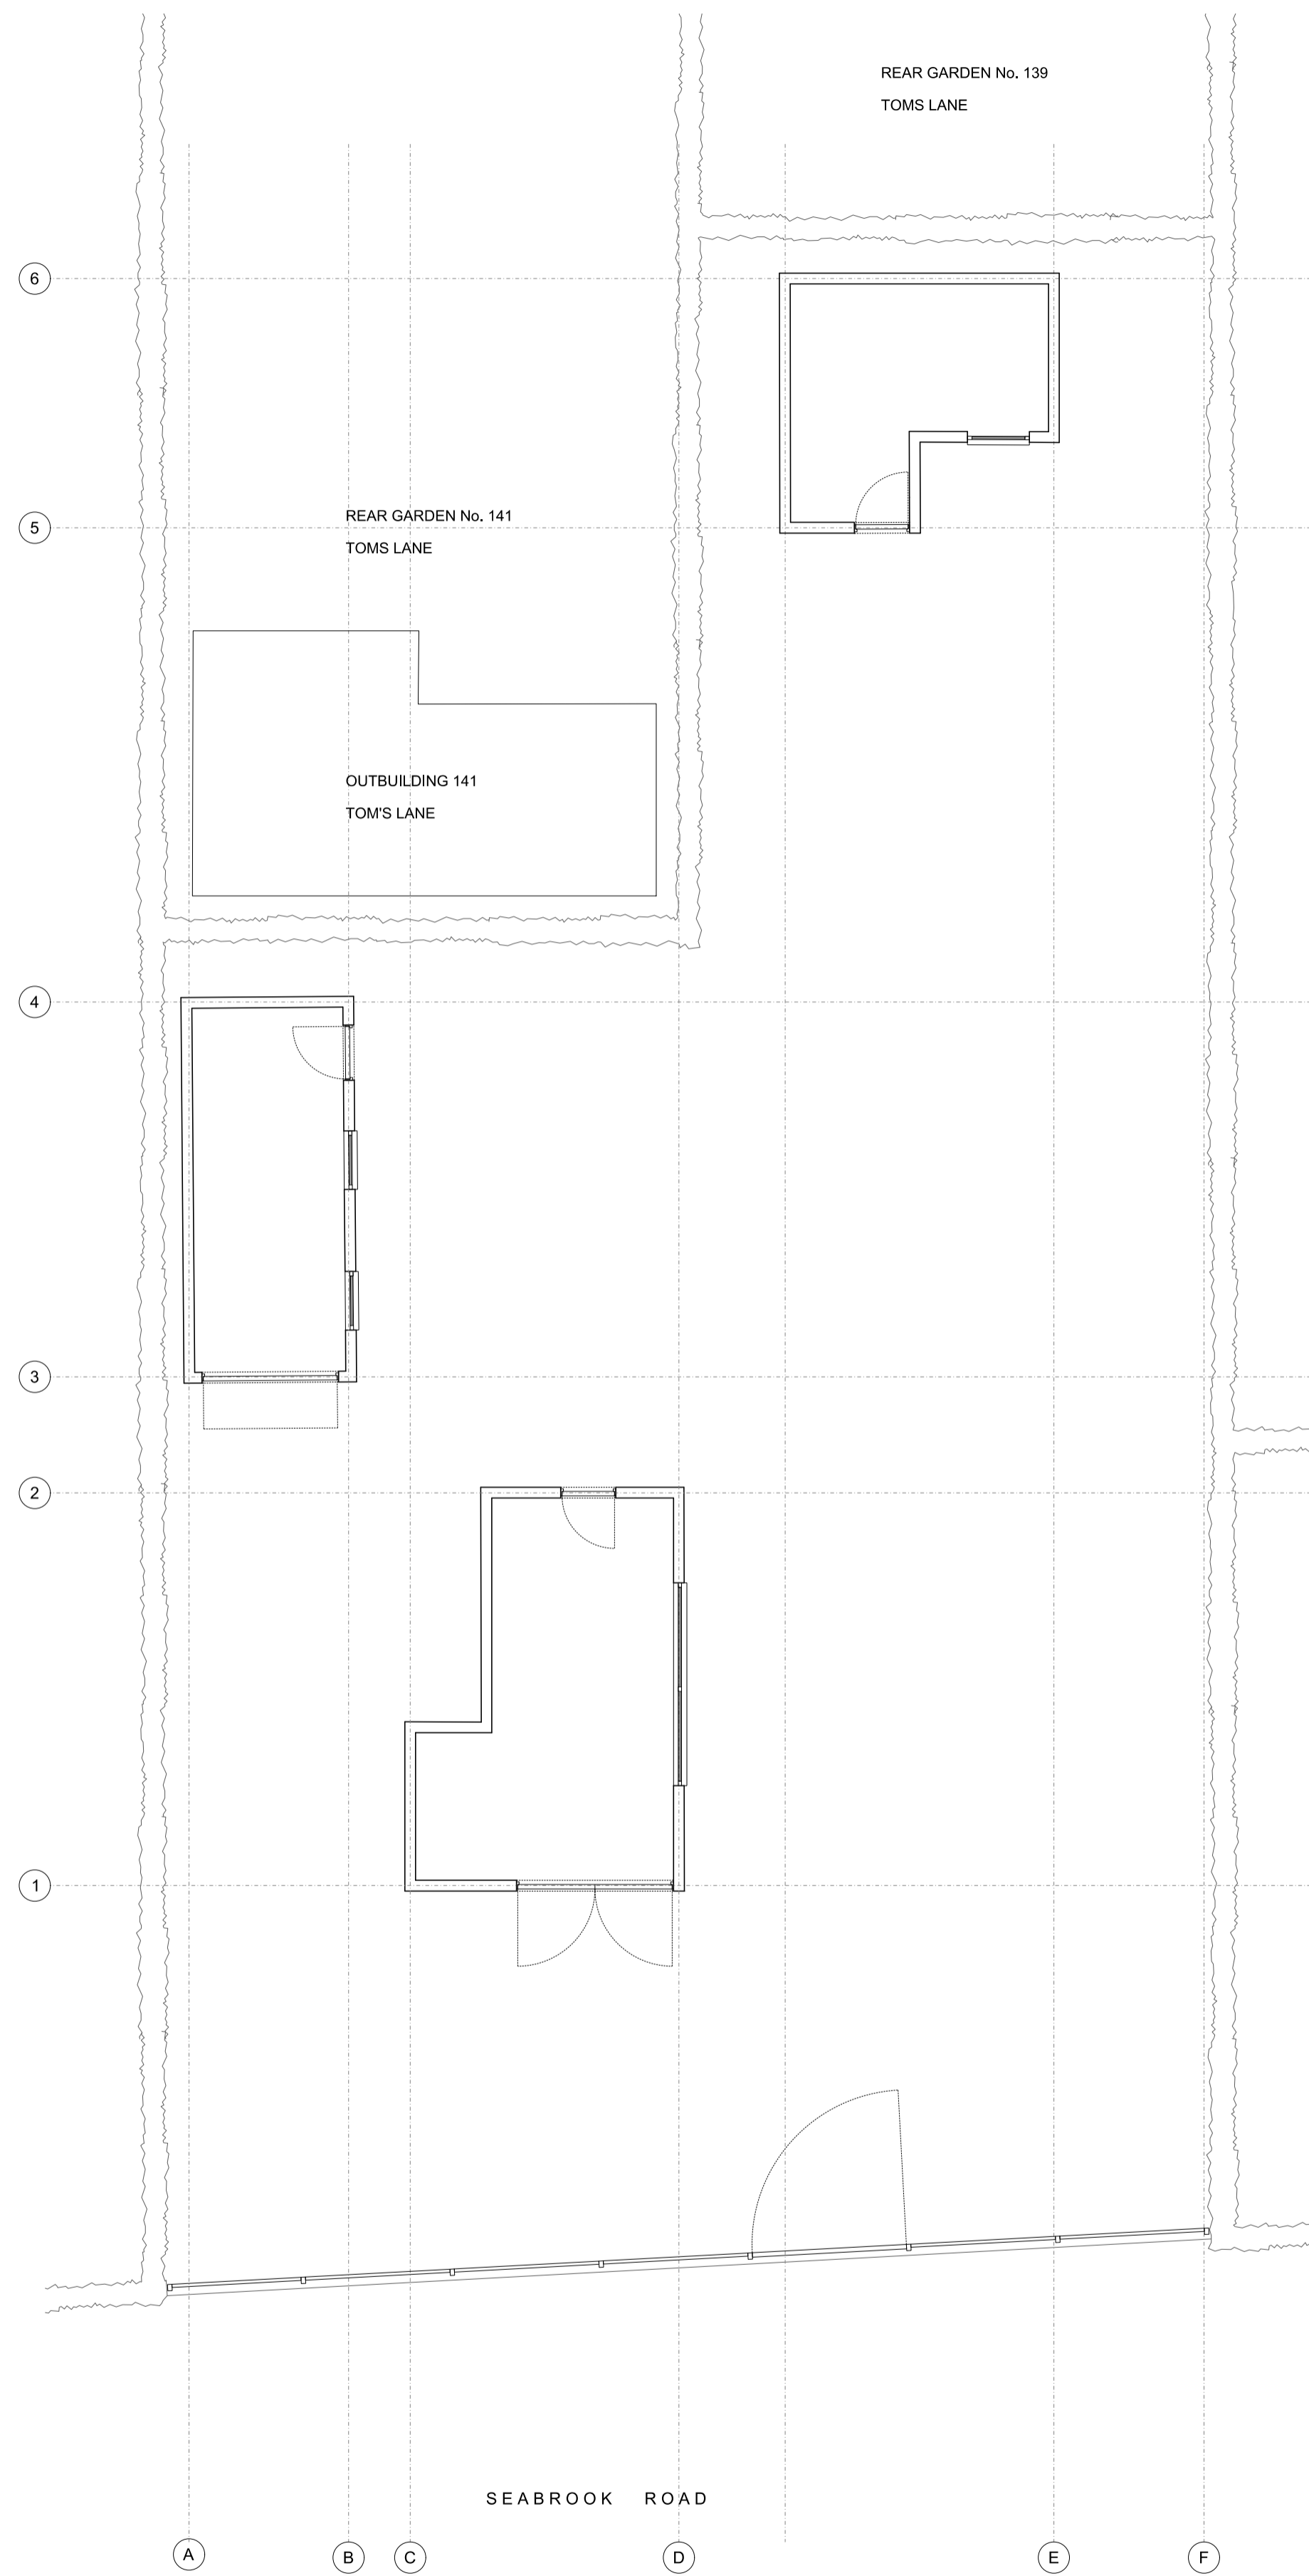 REAR GARDEN No. 139
TOMS LANE
6
REAR GARDEN No. 141
5
TOMS LANE
OUTBUILDING 141
TOM'S LANE
4
3
2
1
SEABROOK ROAD
A B C D E F